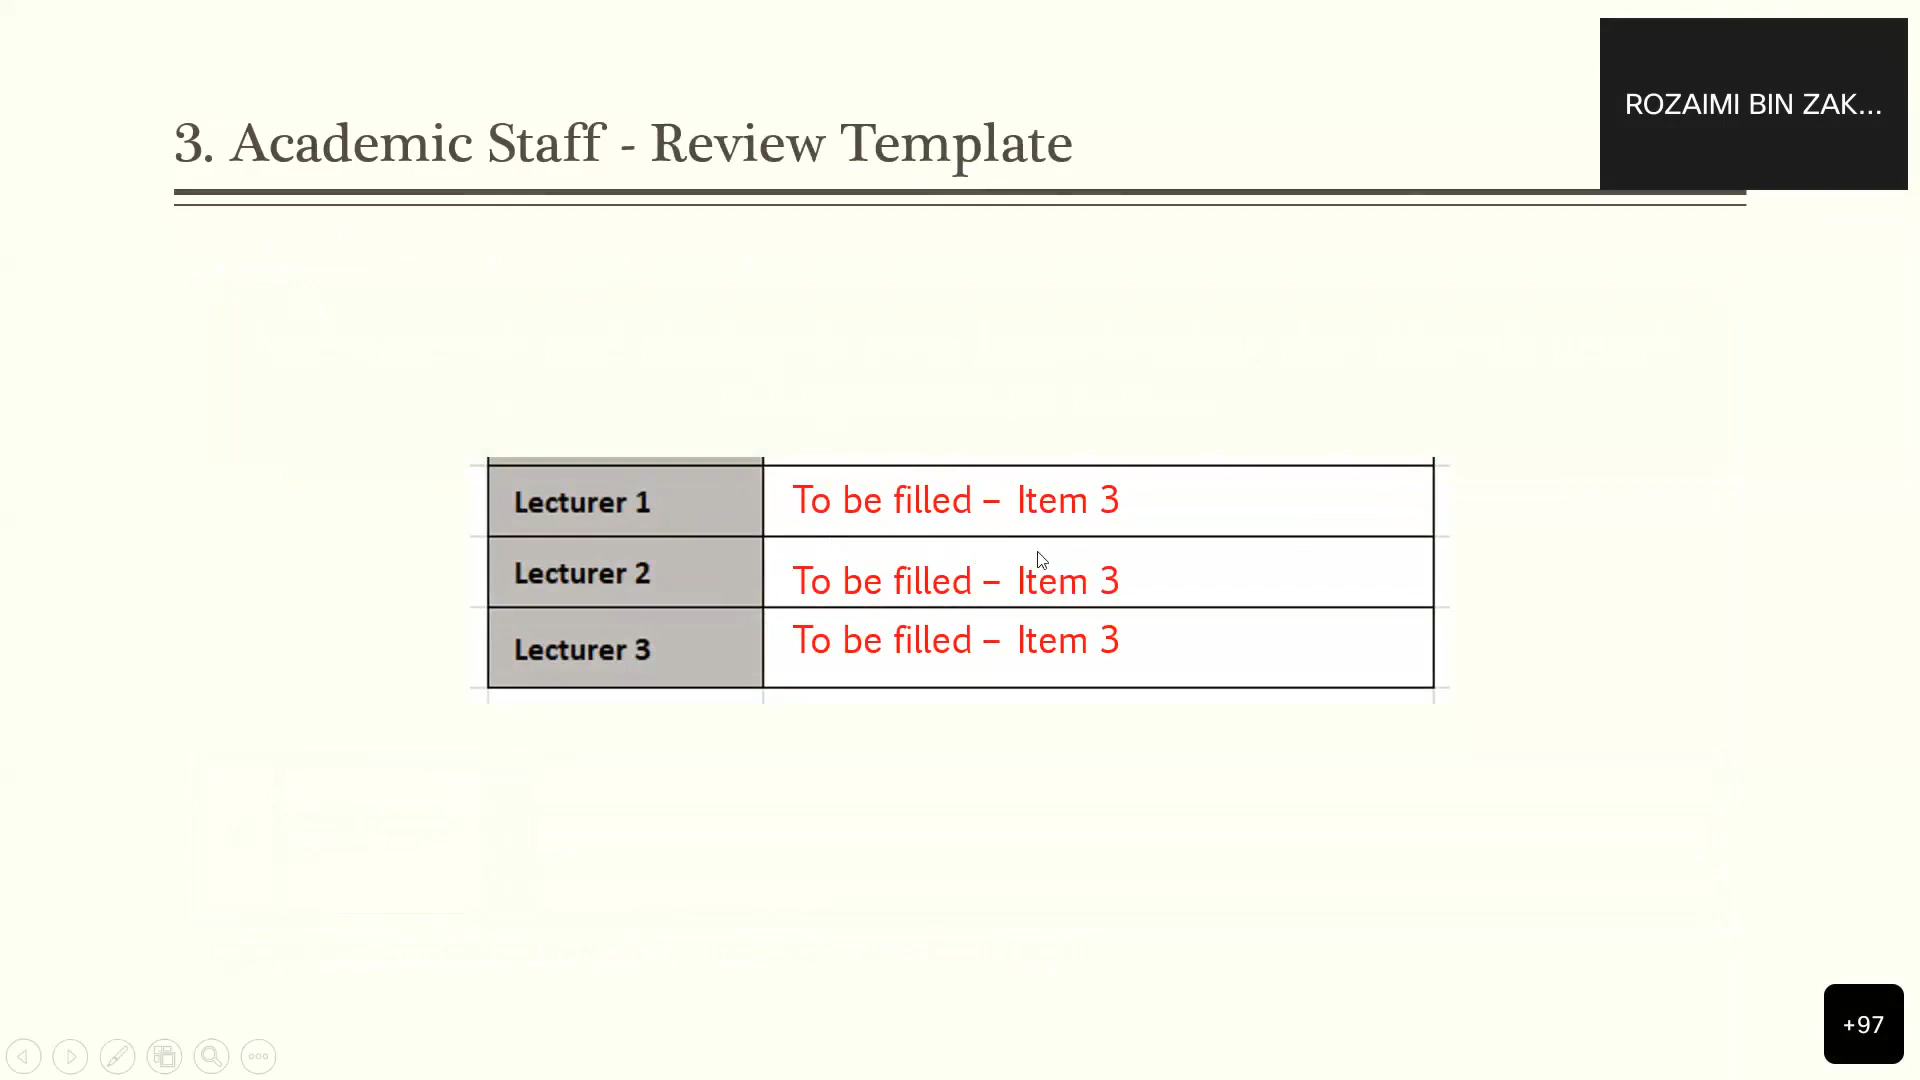 ROZAIMI BIN ZAK...
3. Academic Staff - Review Template
Lecturer 1 To be filled – Item 3
Lecturer 2 To be filled – Item 3
Lecturer 3 To be filled – Item 3
+97